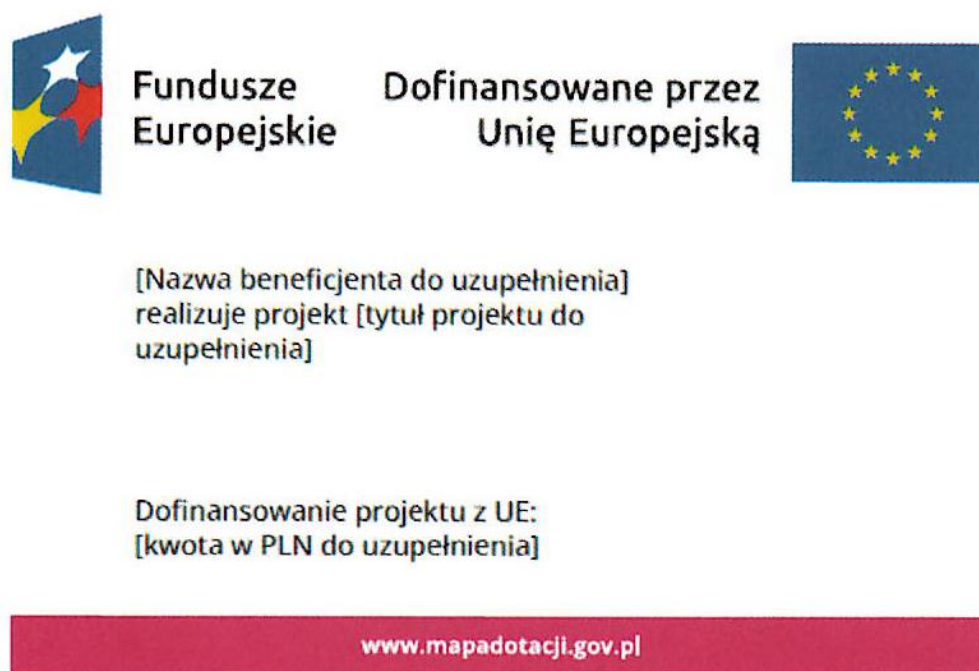 Fundusze
Europejskie
Dofinansowane przez
Unię Europejską
[Nazwa beneficjenta do uzupełnienia]
realizuje projekt [tytuł projektu do
uzupełnienia]
Dofinansowanie projektu z UE:
[kwota w PLN do uzupełnienia]
www.mapadotacji.gov.pl